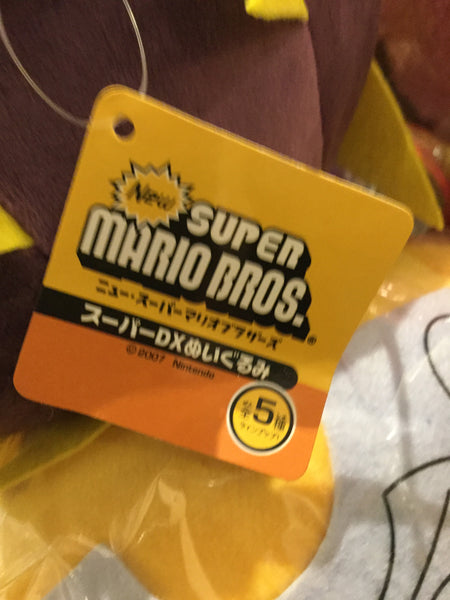 New
SUPER
MARIO BROS.®
ニュー・スーパーマリオブラザーズ
スーパーDXぬいぐるみ
©2007 Nintendo
全5種